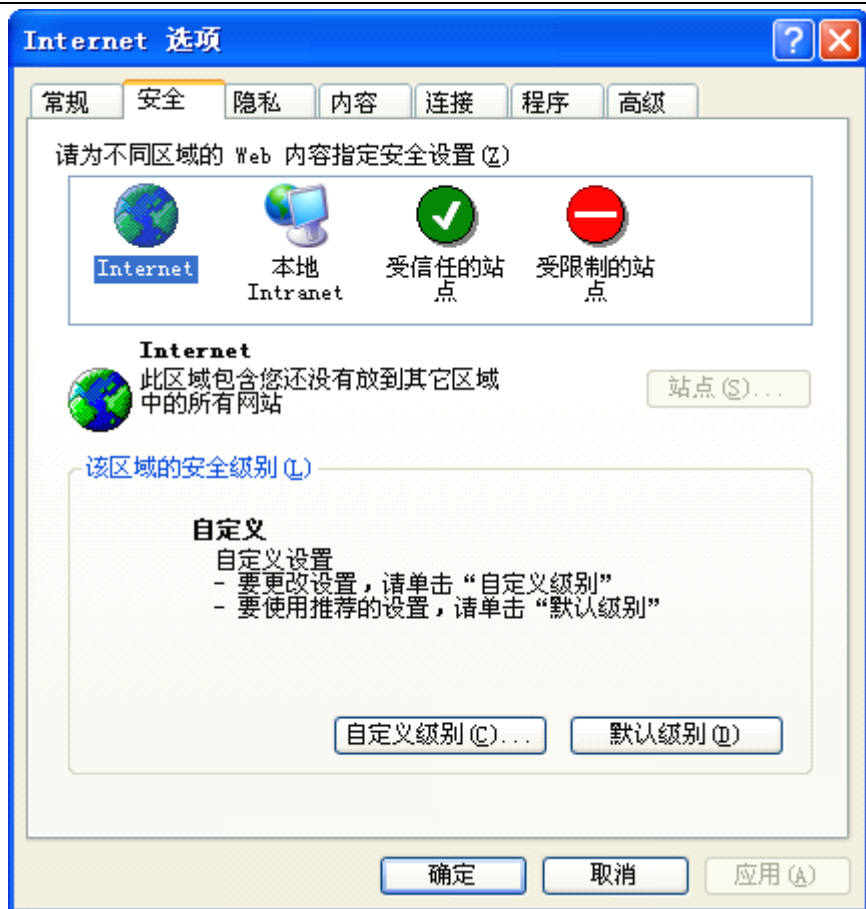 Internet 选项
常规 安全 隐私 内容 连接 程序 高级
请为不同区域的 Web 内容指定安全设置(Z)
Internet
本地
Intranet
受信任的站
点
受限制的站
点
Internet
此区域包含您还没有放到其它区域
中的所有网站
站点(S)...
该区域的安全级别(L)
自定义
自定义设置
- 要更改设置，请单击“自定义级别”
- 要使用推荐的设置，请单击“默认级别”
自定义级别(C)... 默认级别(D)
确定 取消 应用(A)